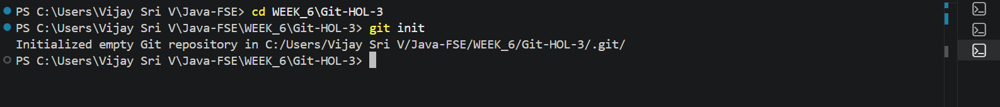 PS C:\Users\Vijay Sri V\Java-FSE> cd WEEK_6\Git-HOL-3
PS C:\Users\Vijay Sri V\Java-FSE\WEEK_6\Git-HOL-3> git init
Initialized empty Git repository in C:/Users/Vijay Sri V/Java-FSE/WEEK_6/Git-HOL-3/.git/
PS C:\Users\Vijay Sri V\Java-FSE\WEEK_6\Git-HOL-3>